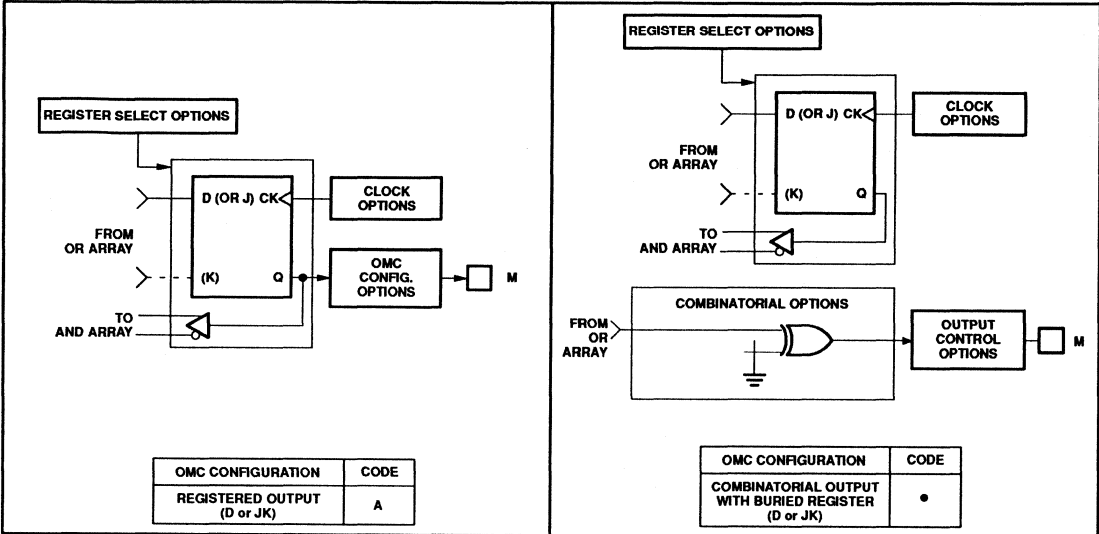 REGISTER SELECT OPTIONS
D (OR J) CK
CLOCK
OPTIONS
FROM
OR ARRAY
(K)
Q
OMC
CONFIG.
OPTIONS
M
TO
AND ARRAY
OMC CONFIGURATION CODE
REGISTERED OUTPUT
(D or JK)
A
REGISTER SELECT OPTIONS
D (OR J) CK
CLOCK
OPTIONS
FROM
OR ARRAY
(K)
Q
TO
AND ARRAY
COMBINATORIAL OPTIONS
FROM
OR
ARRAY
OUTPUT
CONTROL
OPTIONS
M
OMC CONFIGURATION CODE
COMBINATORIAL OUTPUT
WITH BURIED REGISTER
(D or JK)
●